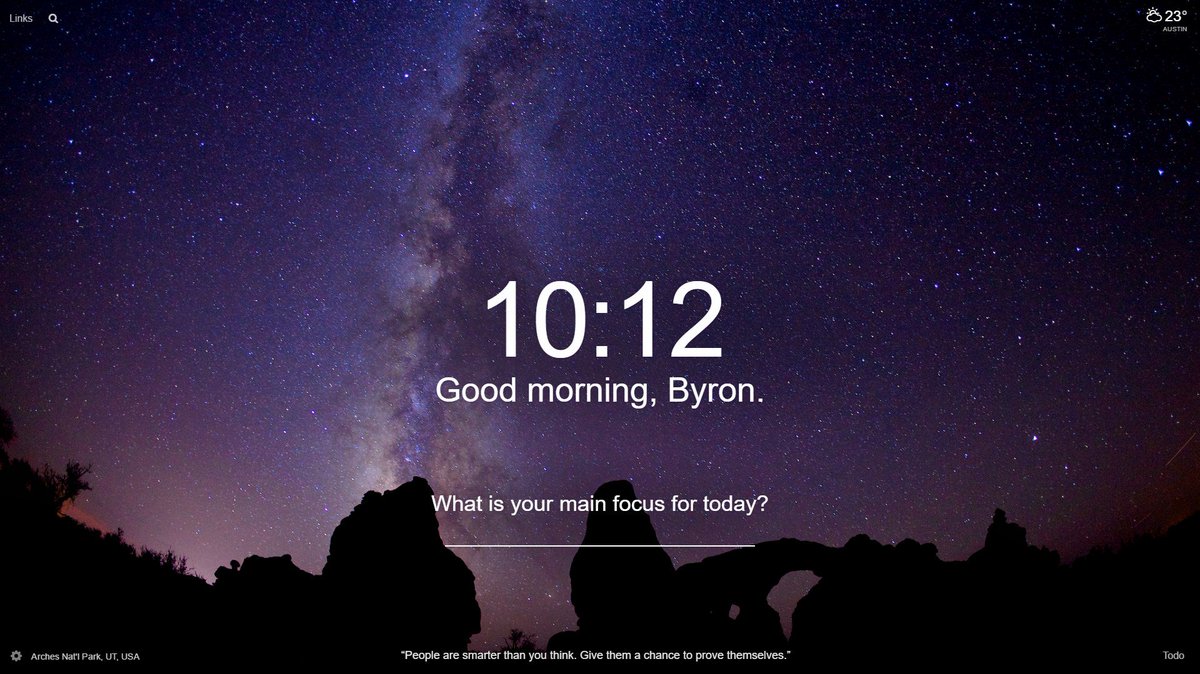 Links
23°
AUSTIN
10:12
Good morning, Byron.
What is your main focus for today?
Arches Nat'l Park, UT, USA
“People are smarter than you think. Give them a chance to prove themselves.”
Todo